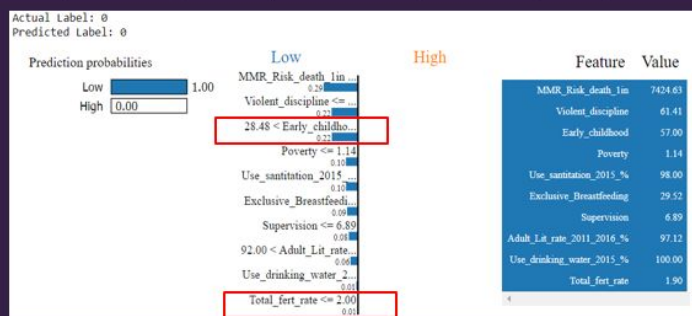 Actual Label: 0
Predicted Label: 0
Prediction probabilities
Low 1.00
High 0.00
Low High
MMR_Risk_death_1in ...
0.29
Violent_discipline <= ...
0.22
28.48 < Early_childho...
0.22
Poverty <= 1.14
0.10
Use_santitation_2015_...
0.10
Exclusive_Breastfeedi...
0.09
Supervision <= 6.89
0.08
92.00 < Adult_Lit_rate...
0.06
Use_drinking_water_2...
0.01
Total_fert_rate <= 2.00
0.01
Feature Value
MMR_Risk_death_1in 7424.63
Violent_discipline 61.41
Early_childhood 57.00
Poverty 1.14
Use_santitation_2015_% 98.00
Exclusive_Breastfeeding 29.52
Supervision 6.89
Adult_Lit_rate_2011_2016_% 97.12
Use_drinking_water_2015_% 100.00
Total_fert_rate 1.90